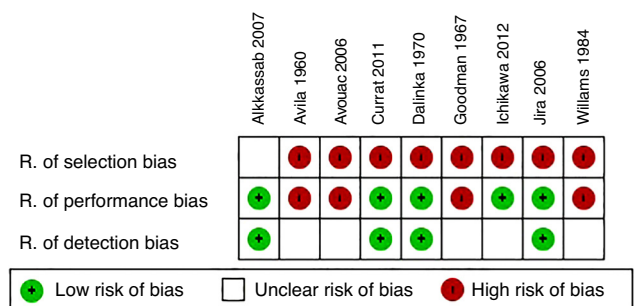 Alkkassab 2007
Avila 1960
Avouac 2006
Currat 2011
Dalinka 1970
Goodman 1967
Ichikawa 2012
Jira 2006
Willams 1984
R. of selection bias
R. of performance bias
R. of detection bias
Low risk of bias Unclear risk of bias High risk of bias